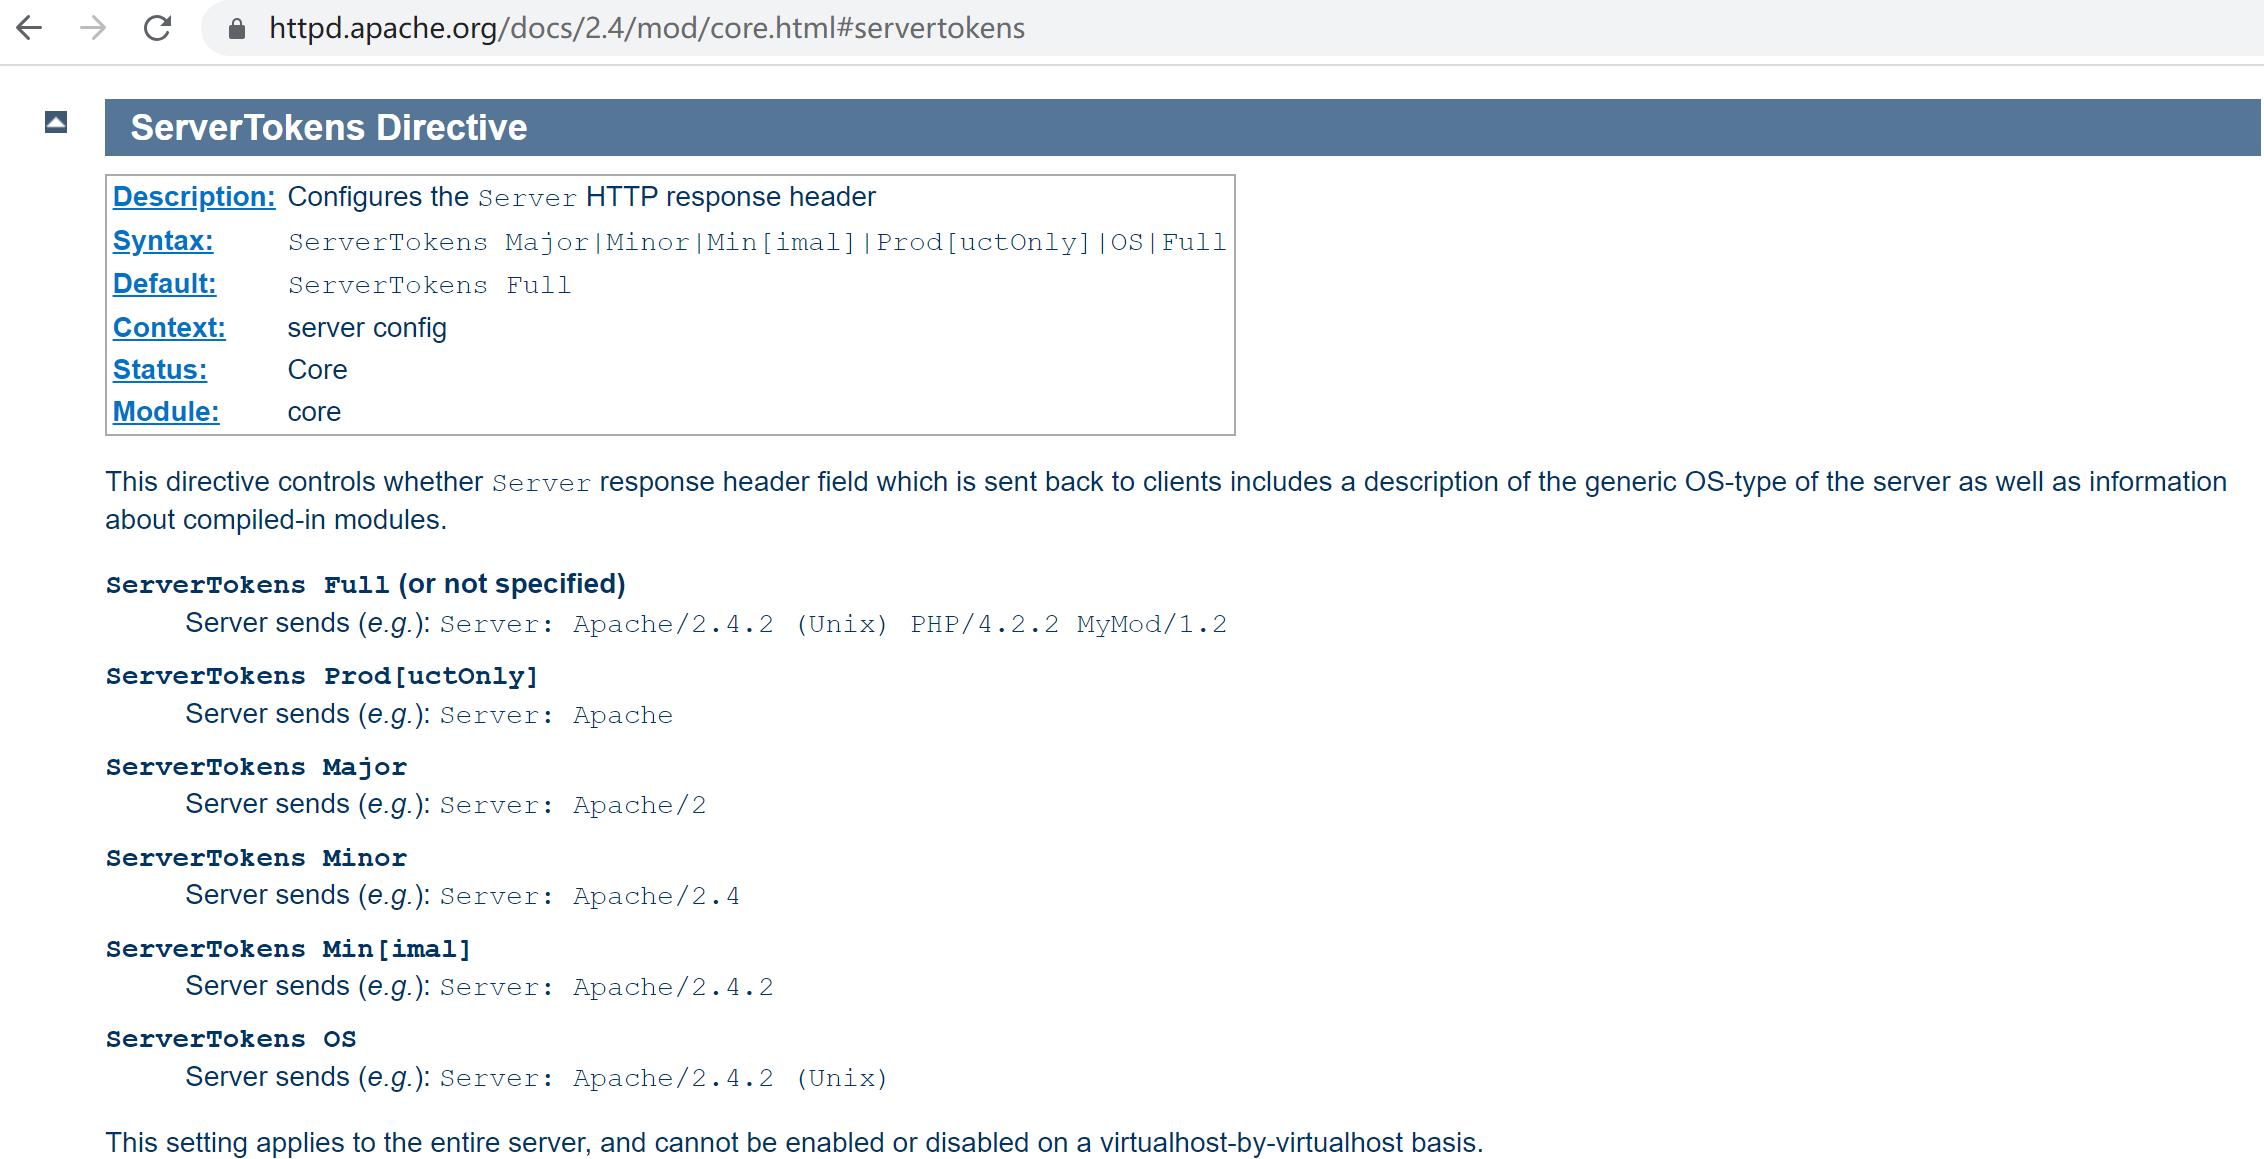 httpd.apache.org/docs/2.4/mod/core.html#servertokens
ServerTokens Directive
Description: Configures the Server HTTP response header
Syntax: ServerTokens Major|Minor|Min[imal]|Prod[uctOnly]|OS|Full
Default: ServerTokens Full
Context: server config
Status: Core
Module: core
This directive controls whether Server response header field which is sent back to clients includes a description of the generic OS-type of the server as well as information
about compiled-in modules.
ServerTokens Full (or not specified)
Server sends (e.g.): Server: Apache/2.4.2 (Unix) PHP/4.2.2 MyMod/1.2
ServerTokens Prod[uctOnly]
Server sends (e.g.): Server: Apache
ServerTokens Major
Server sends (e.g.): Server: Apache/2
ServerTokens Minor
Server sends (e.g.): Server: Apache/2.4
ServerTokens Min[imal]
Server sends (e.g.): Server: Apache/2.4.2
ServerTokens OS
Server sends (e.g.): Server: Apache/2.4.2 (Unix)
This setting applies to the entire server, and cannot be enabled or disabled on a virtualhost-by-virtualhost basis.